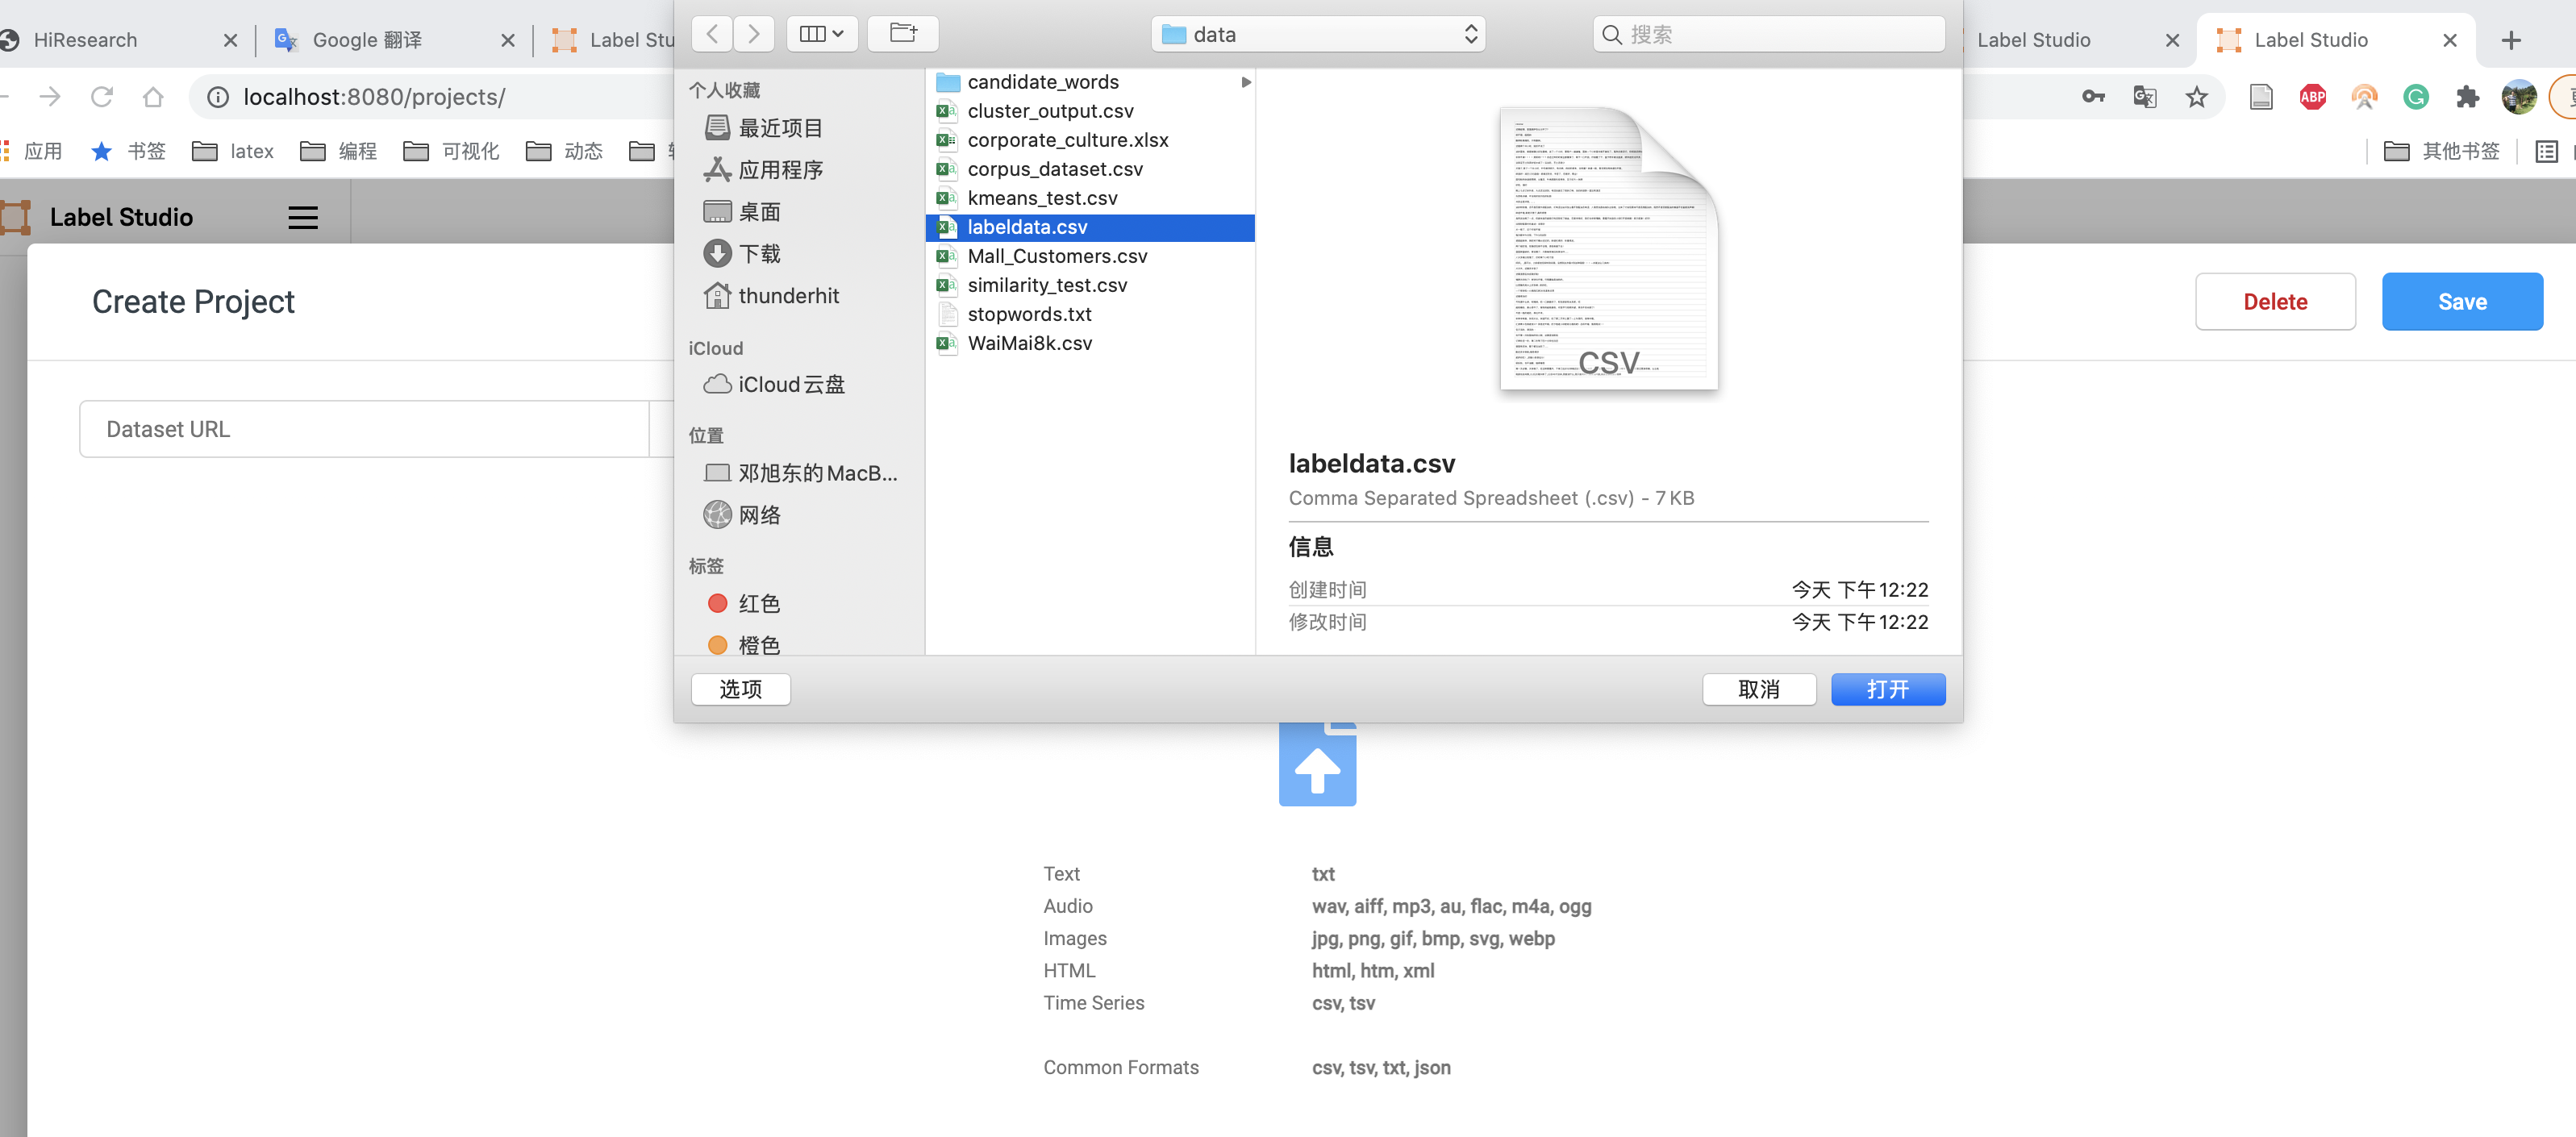 HiResearch
Google 翻译
Label Stu
data
搜索
Label Studio
Label Studio
localhost:8080/projects/
ABP
应用
书签
latex
编程
可视化
动态
其他书签
Label Studio
Create Project
Delete
Save
Dataset URL
个人收藏
最近项目
应用程序
桌面
下载
thunderhit
iCloud
iCloud云盘
位置
邓旭东的MacB...
网络
标签
红色
橙色
candidate_words
cluster_output.csv
corporate_culture.xlsx
corpus_dataset.csv
kmeans_test.csv
labeldata.csv
Mall_Customers.csv
similarity_test.csv
stopwords.txt
WaiMai8k.csv
CSV
labeldata.csv
Comma Separated Spreadsheet (.csv) - 7 KB
信息
创建时间 今天 下午12:22
修改时间 今天 下午12:22
选项
取消
打开
Text txt
Audio wav, aiff, mp3, au, flac, m4a, ogg
Images jpg, png, gif, bmp, svg, webp
HTML html, htm, xml
Time Series csv, tsv
Common Formats csv, tsv, txt, json